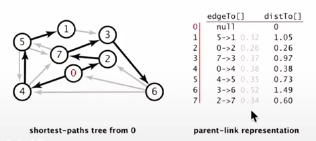 edgeTo[] distTo[]
0 null 0
1 5->1 0.32 1.05
2 0->2 0.26 0.26
3 7->3 0.37 0.97
4 0->4 0.38 0.38
5 4->5 0.35 0.73
6 3->6 0.52 1.49
7 2->7 0.34 0.60
1
3
5
7
2
0
4
6
shortest-paths tree from 0
parent-link representation